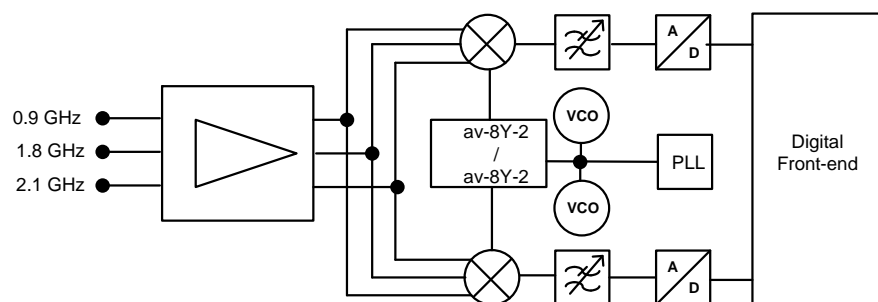 0.9 GHz
1.8 GHz
2.1 GHz
av-8Y-2
/
av-8Y-2
VCO
VCO
PLL
A
D
A
D
Digital
Front-end